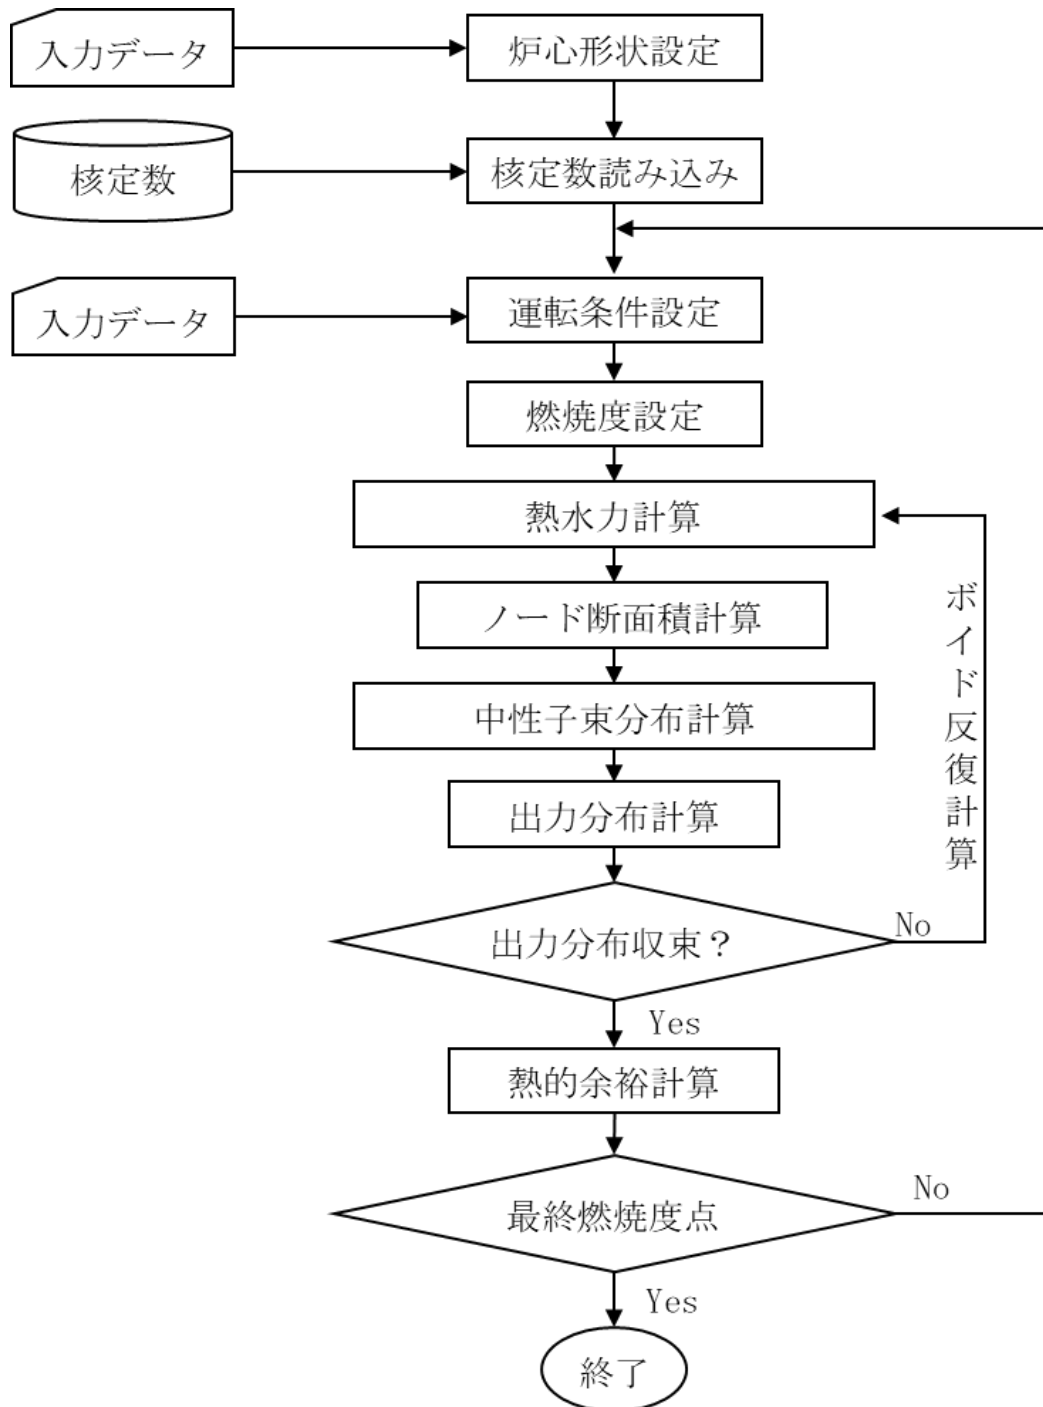 入力データ
炉心形状設定
核定数
核定数読み込み
入力データ
運転条件設定
燃焼度設定
熱水力計算
ノード断面積計算
中性子束分布計算
出力分布計算
ボイド反復計算
出力分布収束？
No
Yes
熱的余裕計算
最終燃焼度点
No
Yes
終了